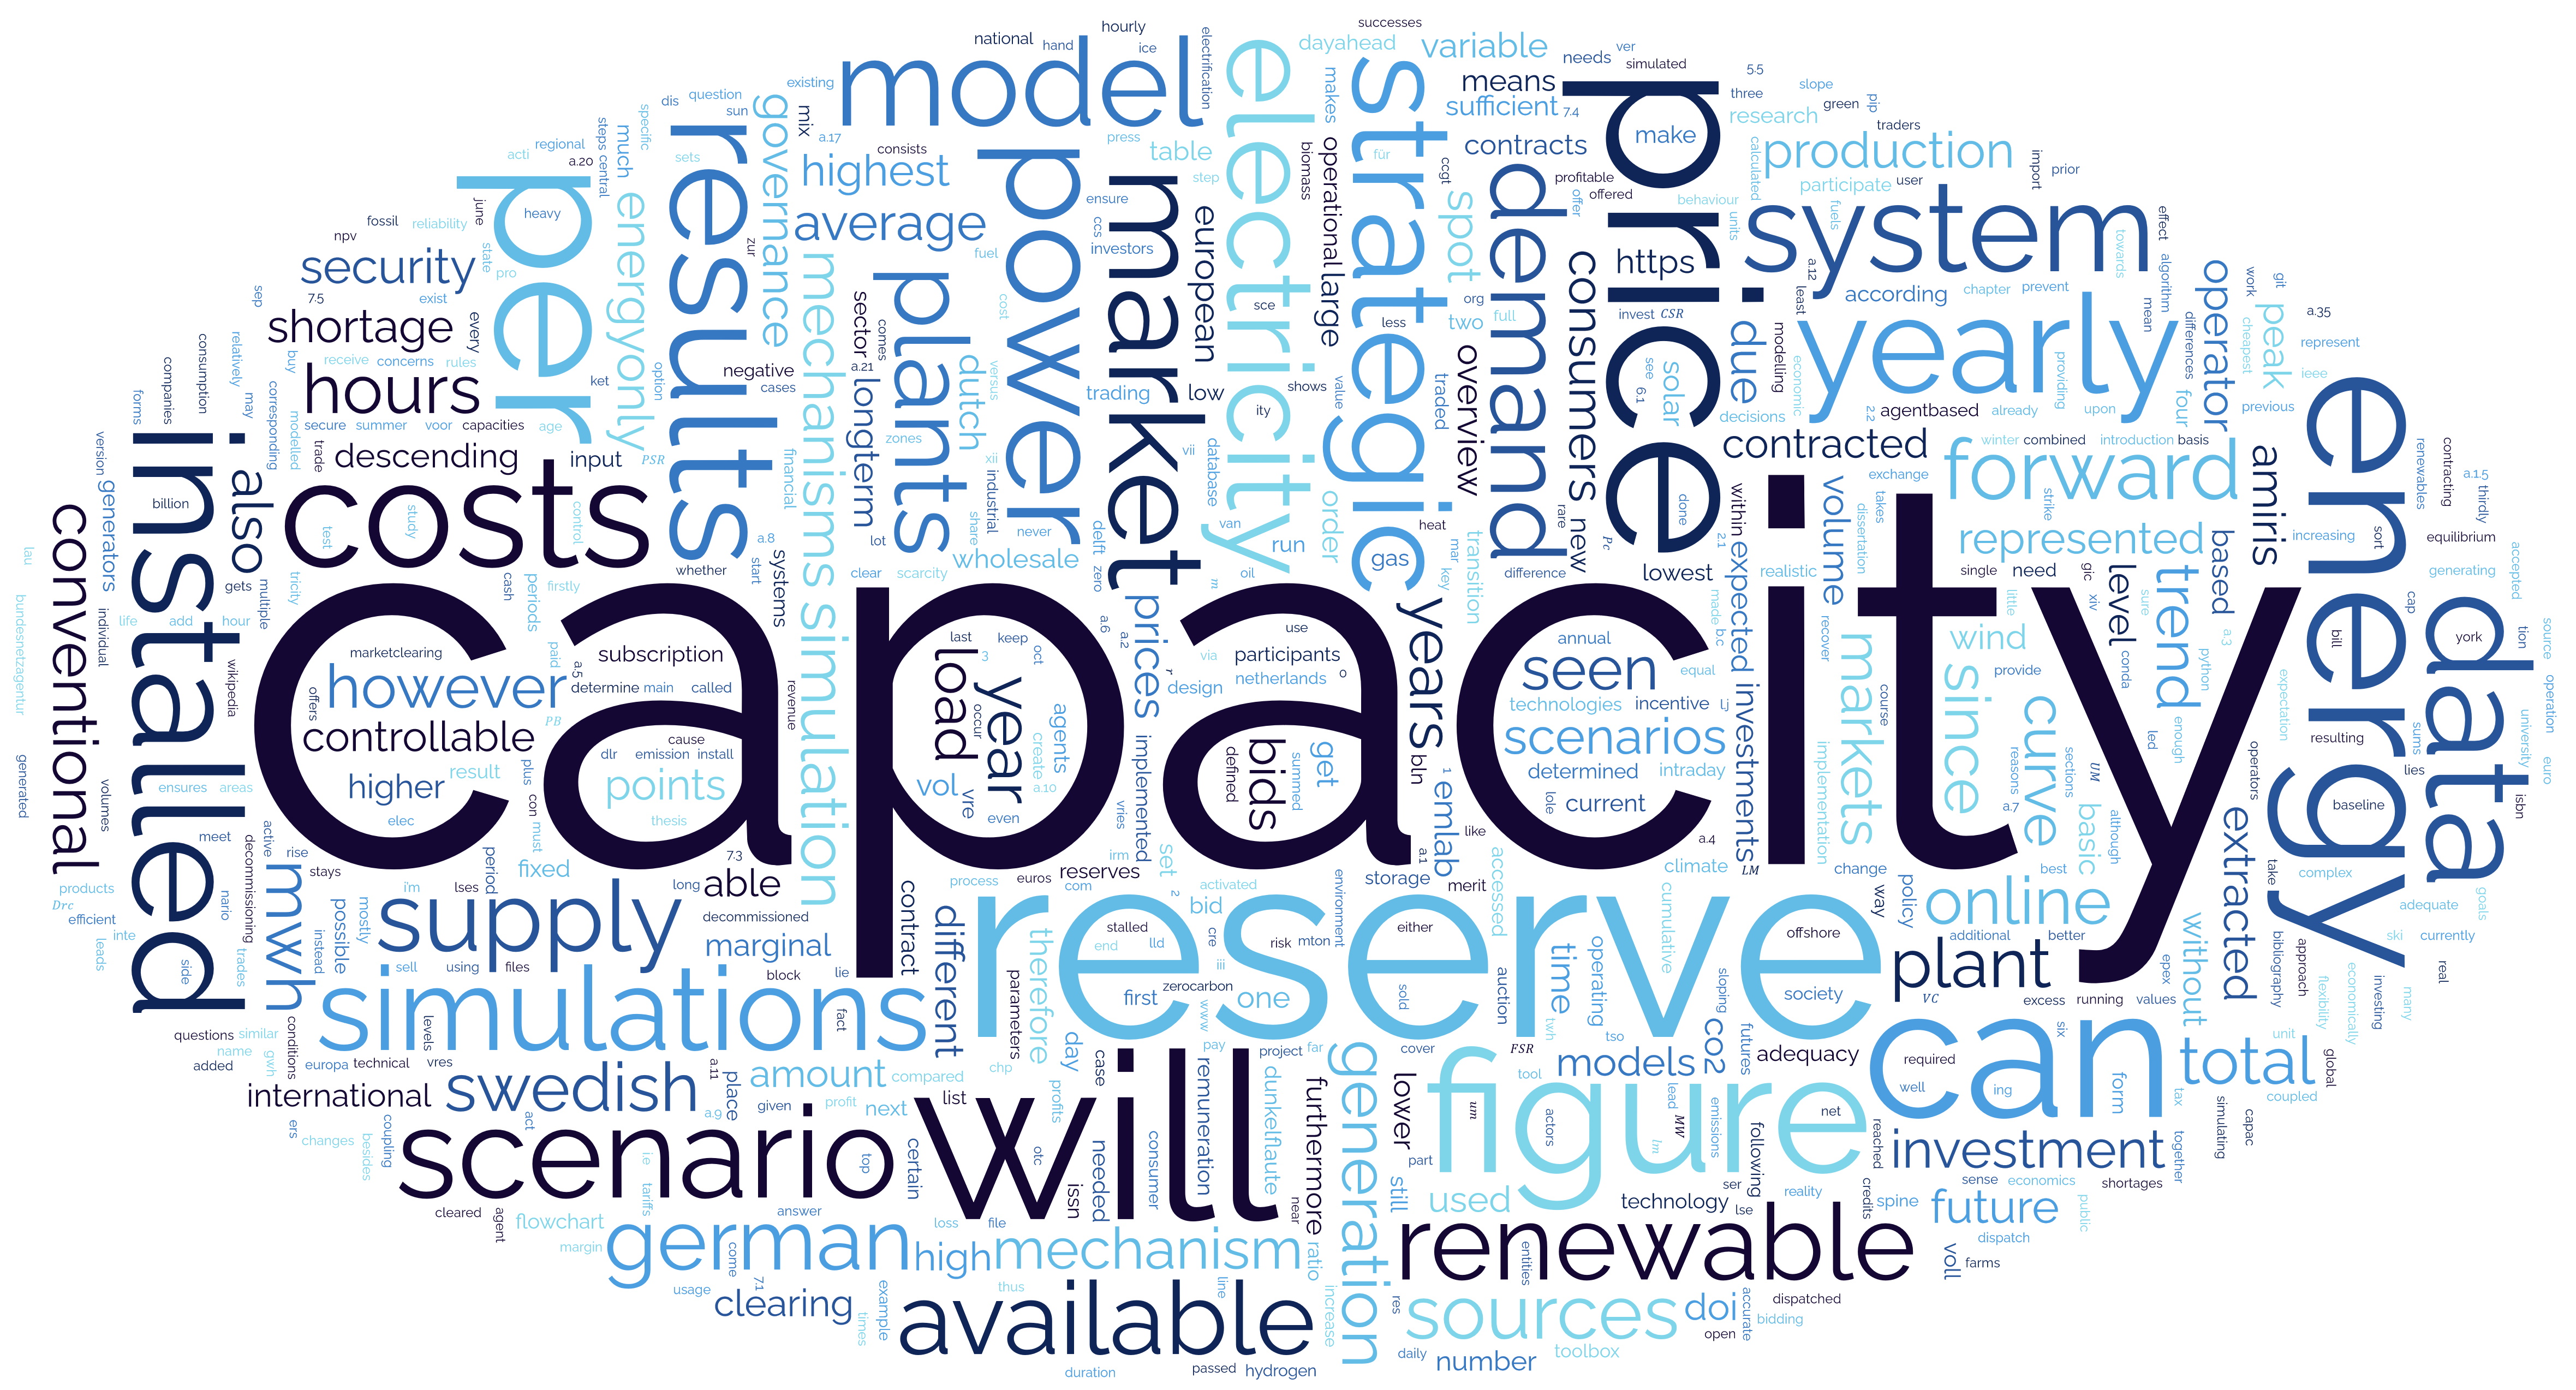 capacity
reserve
will
price
can
figure
energy
data
costs
simulations
scenario
system
yearly
installed
per
results
model
power
market
electricity
strategic
demand
renewable
available
supply
german
swedish
sources
forward
plants
plant
mechanisms simulation
mechanism
generation
total
investment
conventional
hours
security
shortage
average
highest
production
variable
sufficient
means
contracts
contracted
consumers
european
governance
energyonly
longterm
dutch
descending
also
input
however
controllable
subscription
higher
points
load
year
years
prices
bids
seen
scenarios
current
determined
technologies
incentive
annual
equal
intraday
participants
netherlands
design
agents
vol
vre
even
last
keep
oct
create
a.10
occur
marketclearing
offers
determine
main
called
cause
dlr
emission
install
result
elec
plus
con
must
thesis
paid
a.5
PB
represented
trend
based
amiris
operator
peak
due
solar
https
make
spot
overview
wholesale
order
run
gas
large
operational
new
lowest
expected
investments
volume
markets
wind
since
curve
basic
level
need
online
extracted
without
mwh
fixed
able
marginal
different
contract
therefore
first
one
bid
set
reserves
emlab
implemented
storage
climate
time
operating
models
co2
adequacy
future
used
technology
lower
furthermore
dunkelflaute
remuneration
needed
high
clearing
amount
international
number
doi
toolbox
hydrogen
flowchart
society
offshore
policy
way
change
merit
accessed
successes
hourly
national
hand
ice
electrification
dayahead
makes
needs
ver
simulated
7.4
5.5
three
slope
green
pip
traders
research
calculated
participate
user
import
prior
behaviour
units
fuels
towards
effect
algorithm
according
chapter
prevent
mean
least
a.12
work
git
a.35
represent
cheapest
ieee
previous
differences
four
providing
upon
already
agentbased
2.2
economic
modelling
decisions
winter
combined
introduction
basis
exchange
strike
takes
dissertation
renewables
contracting
a.1.5
thirdly
sort
equilibrium
increasing
accepted
generating
cap
bill
york
tion
source
operation
university
euro
isbn
lies
sums
resulting
baseline
expectation
operators
take
complex
adequate
goals
ski
currently
real
many
investing
economically
flexibility
approach
bibliography
epex
values
running
excess
additional
better
best
although
VC
six
unit
global
coupled
tax
capac
simulating
together
shortages
economics
sense
public
dispatch
farms
voll
spine
credits
reached
required
well
ing
form
net
emissions
MW
lead
lm
um
actors
tool
FSR
cover
far
project
pay
www
still
part
ser
lse
following
reality
entities
dispatched
bidding
accurate
open
daily
res
increase
ratio
near
line
thus
passed
duration
example
times
usage
7.1
come
margin
answer
loss
file
issn
otc
consumer
certain
list
case
profits
day
chp
parameters
next
profit
given
compared
place
a.11
a.9
act
top
i.e
tariffs
agent
cleared
besides
changes
coupling
ers
europa
technical
vres
levels
fact
conditions
gwh
name
added
similar
questions
trades
side
leads
inte
efficient
Drc
products
volumes
generated
bundesnetzagentur
lau
individual
life
add
hour
wikipedia
ensures
areas
meet
decommissioning
nario
active
rise
stays
i'm
lses
period
possible
mostly
instead
sell
using
files
block
lie
decommissioned
long
7.3
process
euros
com
irm
vries
activated
stalled
end
lld
cre
iii
zerocarbon
risk
mton
environment
either
sold
auction
cumulative
twh
tso
sloping
futures
version
generators
gets
multiple
tricity
companies
consumption
forms
relatively
may
buy
corresponding
modelled
billion
trade
secure
summer
voor
capacities
age
PSR
receive
concerns
rules
every
exist
7.5
sep
npv
fossil
reliability
june
state
pro
heavy
acti
regional
a.20
steps
central
much
specific
dis
question
sun
existing
mix
a.17
sets
zur
consists
option
negative
cases
a.21
comes
sector
zones
versus
industrial
share
never
lot
clear
scarcity
financial
systems
start
a.8
whether
firstly
periods
cash
test
study
control
press
table
step
ensure
ccs
investors
fuel
cost
trading
low
vii
xii
database
van
delft
zero
oil
m
biomass
für
ccgt
profitable
offered
offer
org
two
full
less
invest
CSR
see
6.1
done
shows
value
traded
sce
ity
heat
mar
key
transition
rare
Pc
difference
realistic
within
2.1
made
b.c
recover
implementation
course
single
little
gic
xiv
sure
conda
python
provide
a.3
enough
led
reasons
sections
UM
a.7
a.4
LM
like
lole
Lj
bln
a.1
a.2
a.6
via
use
defined
summed
get
revenue